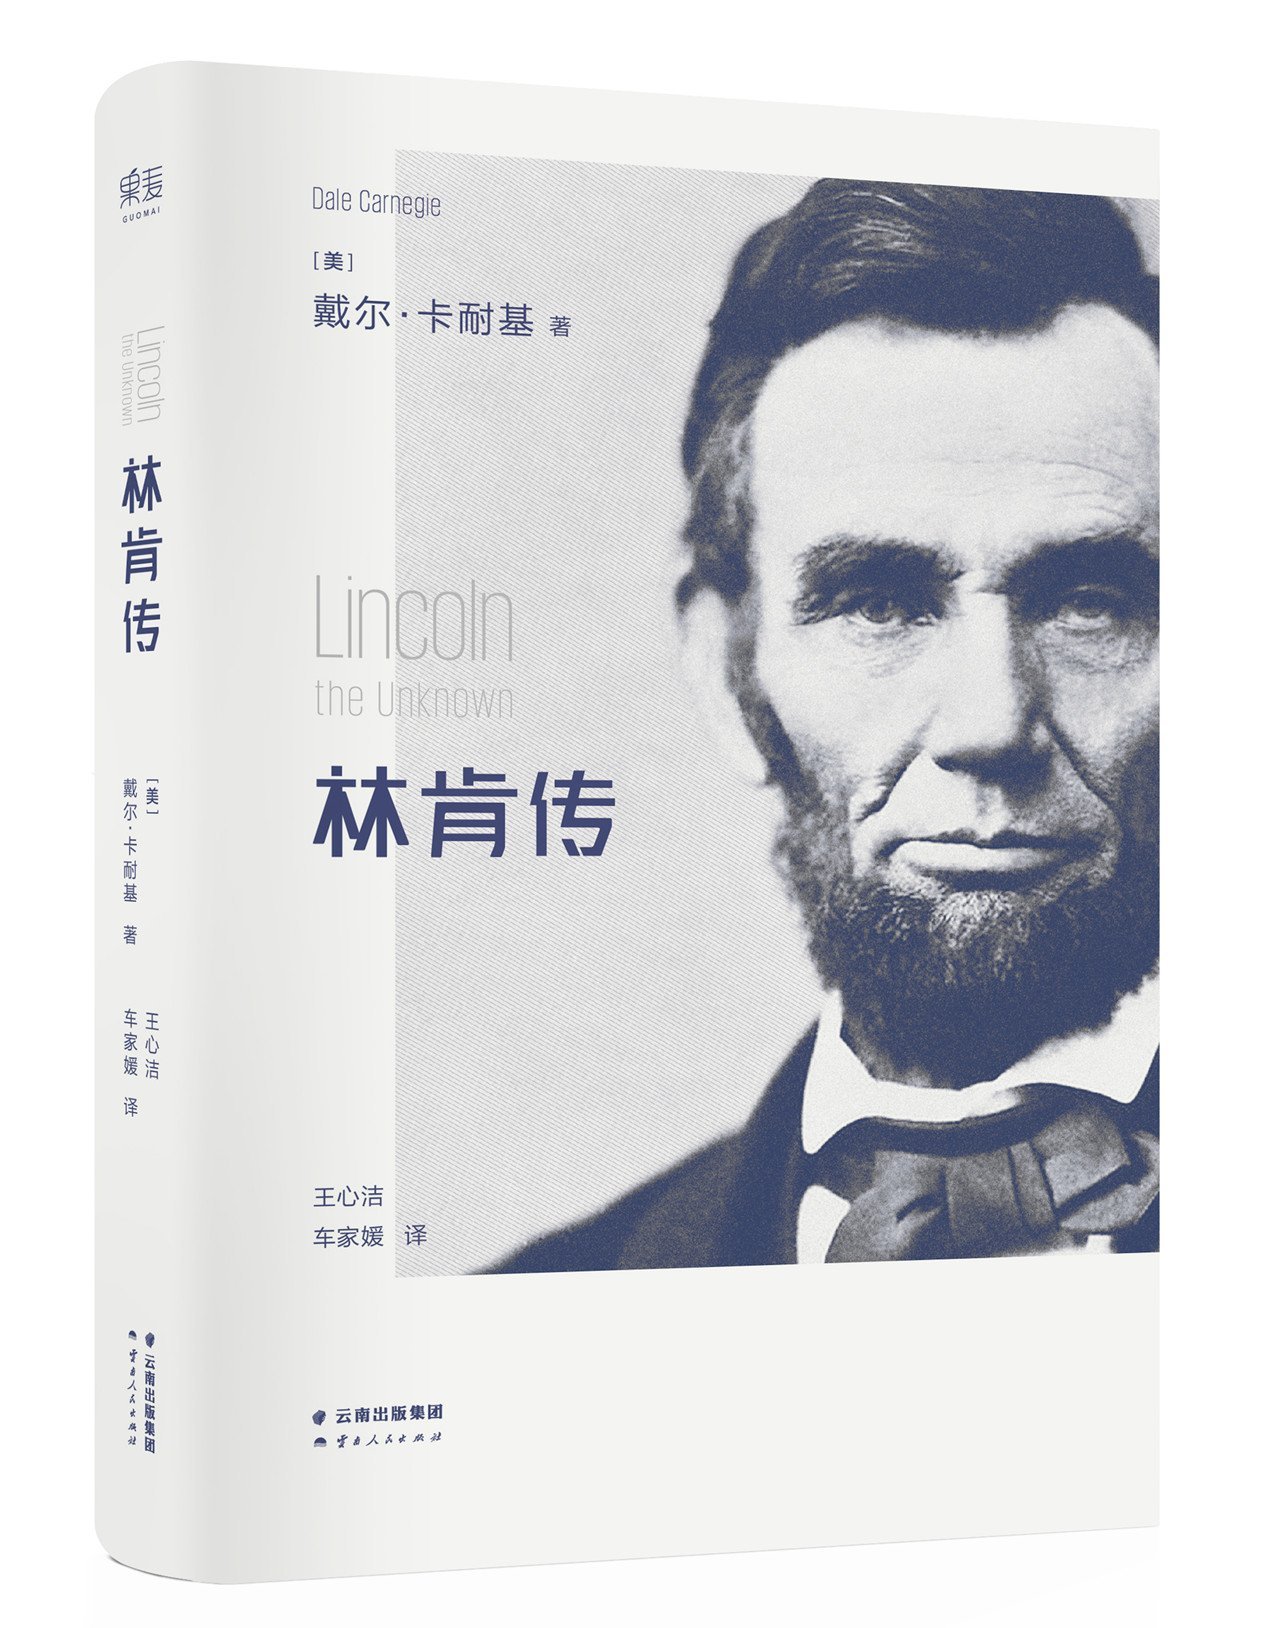 果麦
GUOMAI
Lincoln
the Unknown
林肯传
[美]
戴尔·卡耐基 著
王心洁
车家媛 译
云南出版集团
云南人民出版社
Dale Carnegie
[美]
戴尔·卡耐基 著
Lincoln
the Unknown
林肯传
王心洁
车家媛 译
云南出版集团
云南人民出版社